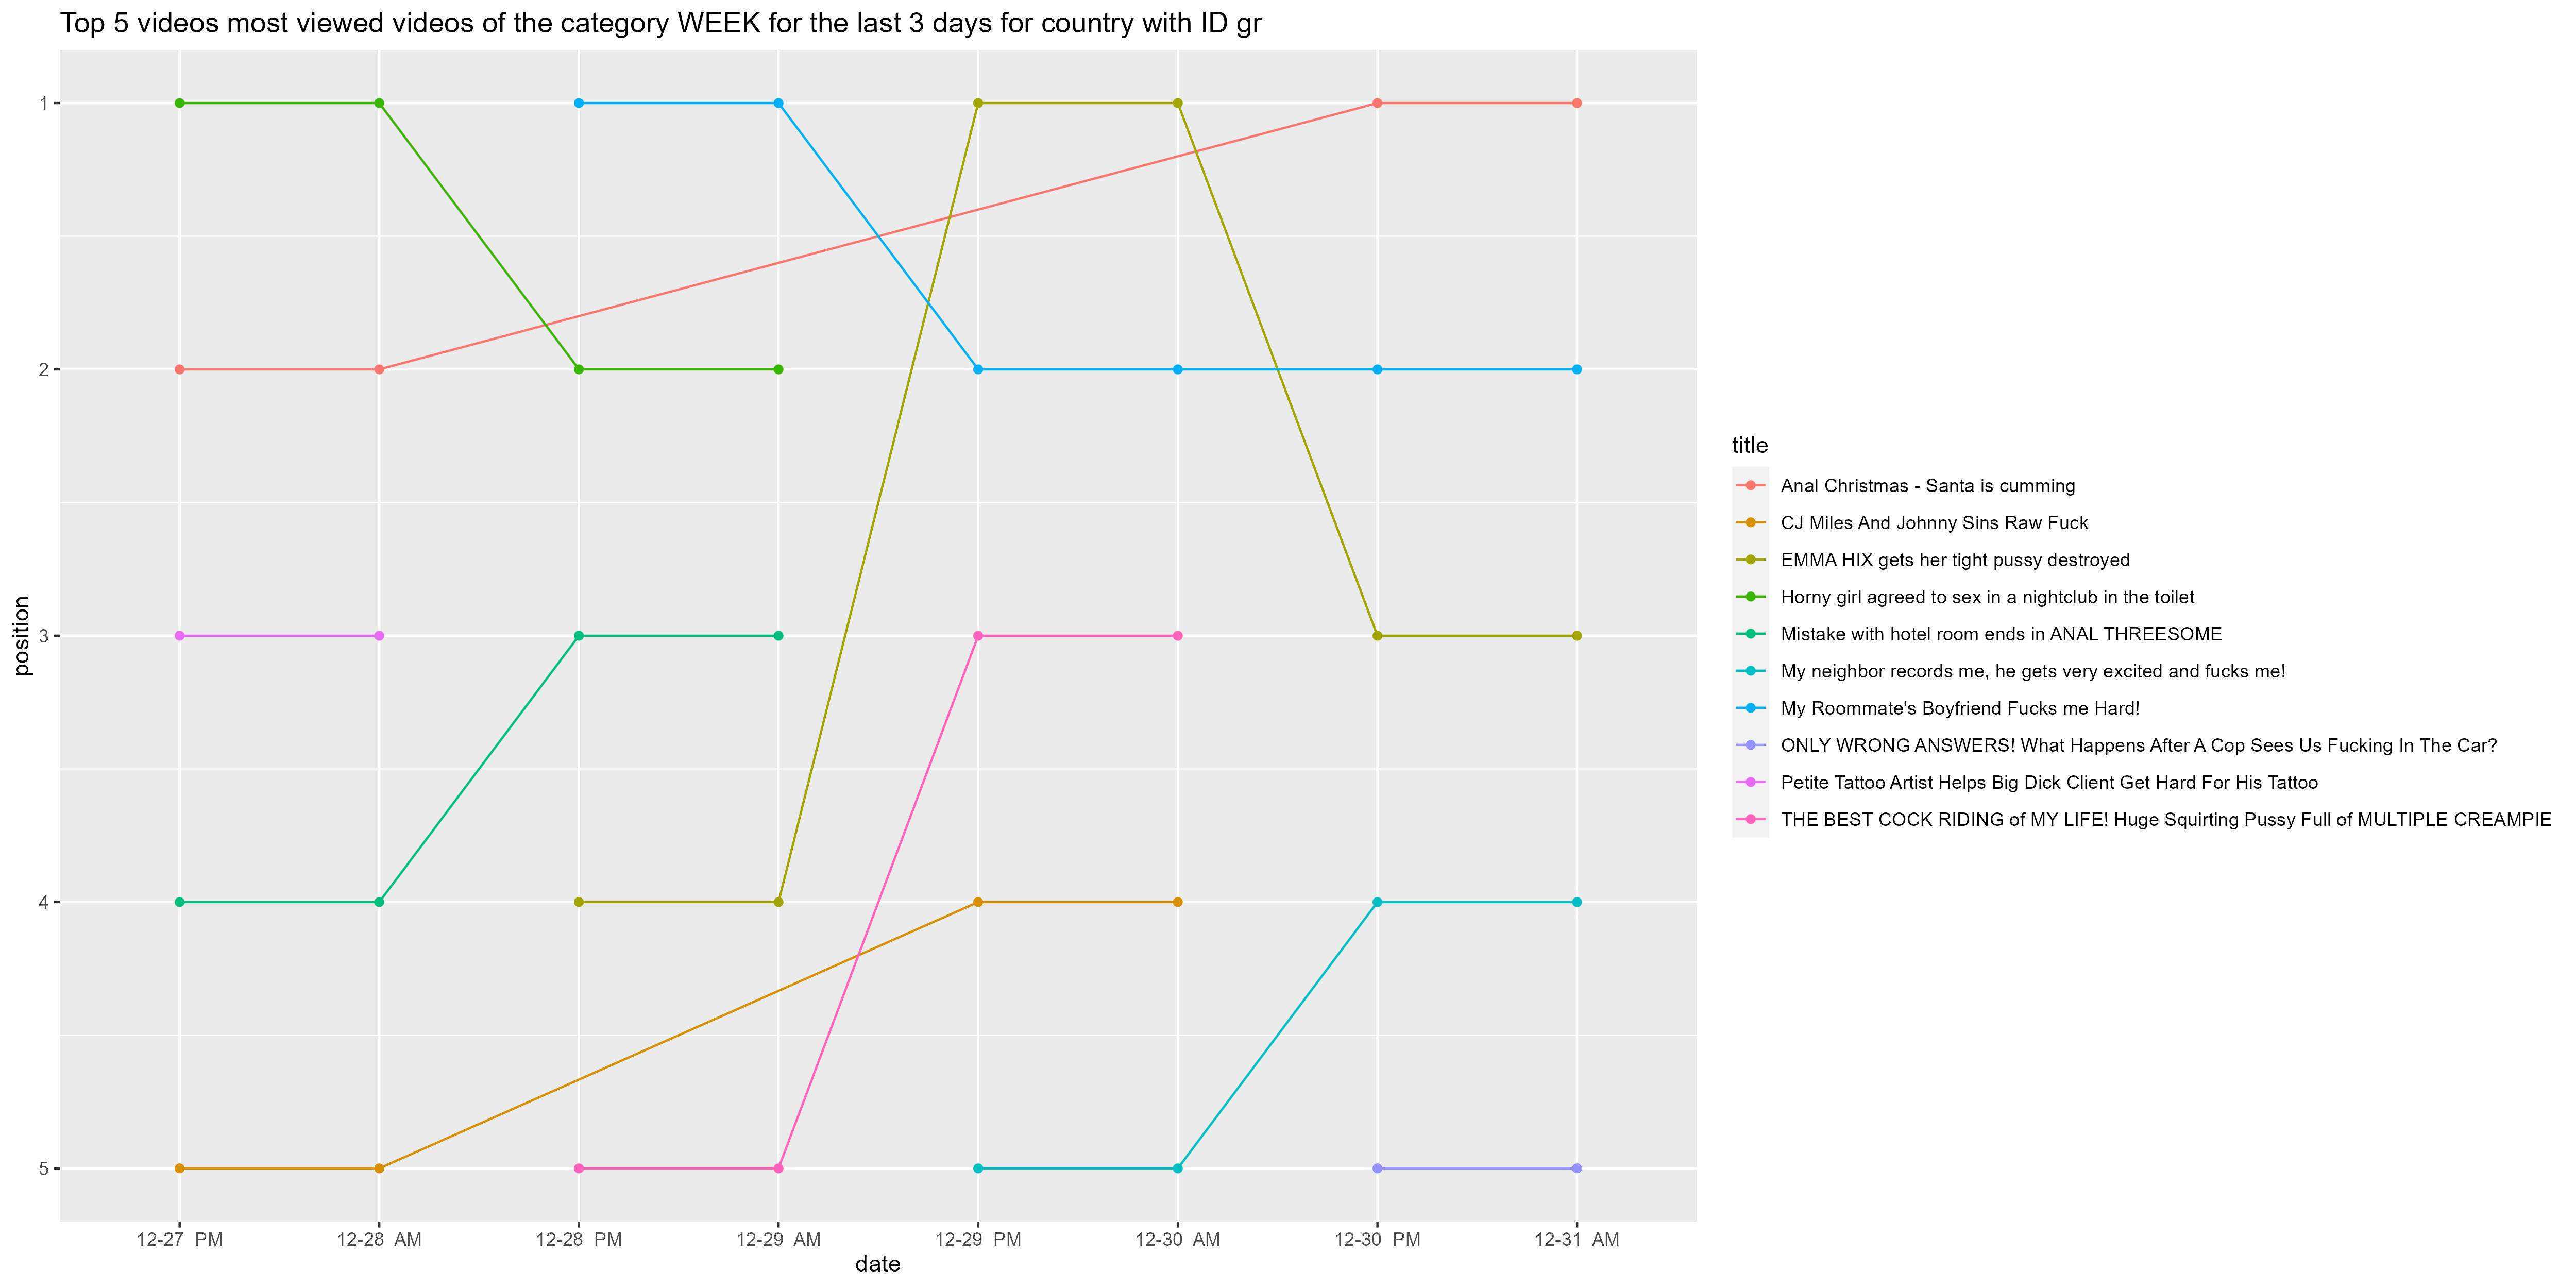 Top 5 videos most viewed videos of the category WEEK for the last 3 days for country with ID gr
position
1
2
3
4
5
12-27 PM
12-28 AM
12-28 PM
12-29 AM
12-29 PM
12-30 AM
12-30 PM
12-31 AM
date
title
Anal Christmas - Santa is cumming
CJ Miles And Johnny Sins Raw Fuck
EMMA HIX gets her tight pussy destroyed
Horny girl agreed to sex in a nightclub in the toilet
Mistake with hotel room ends in ANAL THREESOME
My neighbor records me, he gets very excited and fucks me!
My Roommate's Boyfriend Fucks me Hard!
ONLY WRONG ANSWERS! What Happens After A Cop Sees Us Fucking In The Car?
Petite Tattoo Artist Helps Big Dick Client Get Hard For His Tattoo
THE BEST COCK RIDING of MY LIFE! Huge Squirting Pussy Full of MULTIPLE CREAMPIE